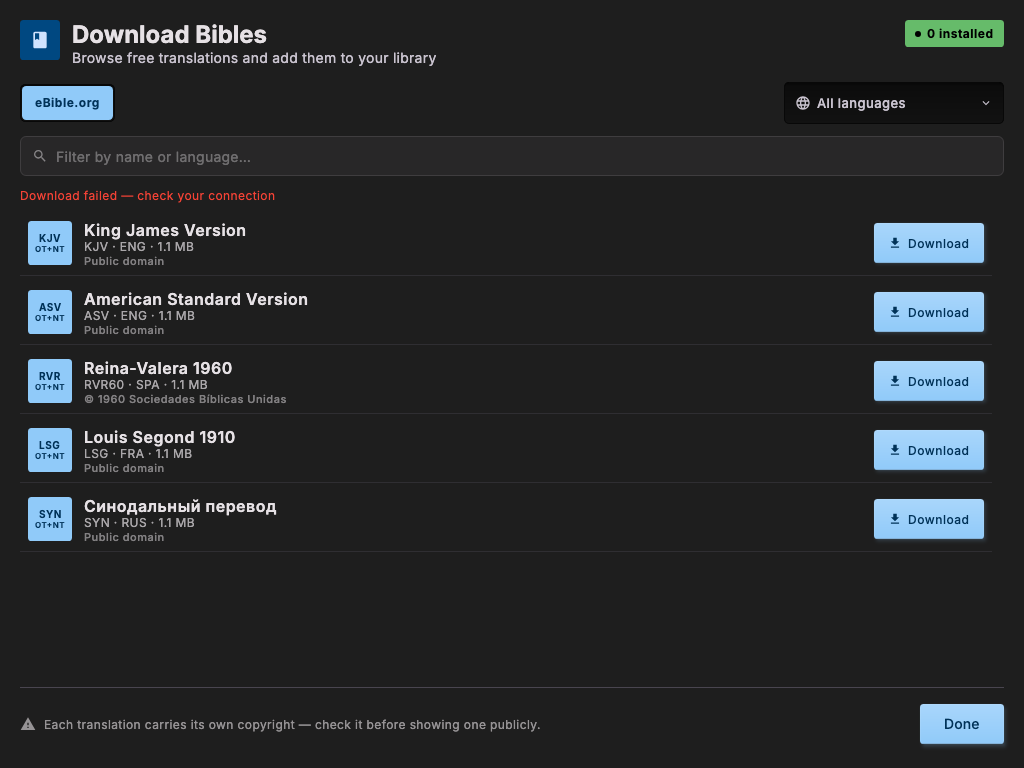 Download Bibles
Browse free translations and add them to your library
0 installed
eBible.org
All languages
Filter by name or language...
Download failed — check your connection
KJV
OT+NT
King James Version
KJV · ENG · 1.1 MB
Public domain
Download
ASV
OT+NT
American Standard Version
ASV · ENG · 1.1 MB
Public domain
Download
RVR
OT+NT
Reina-Valera 1960
RVR60 · SPA · 1.1 MB
© 1960 Sociedades Bíblicas Unidas
Download
LSG
OT+NT
Louis Segond 1910
LSG · FRA · 1.1 MB
Public domain
Download
SYN
OT+NT
Синодальный перевод
SYN · RUS · 1.1 MB
Public domain
Download
Each translation carries its own copyright — check it before showing one publicly.
Done